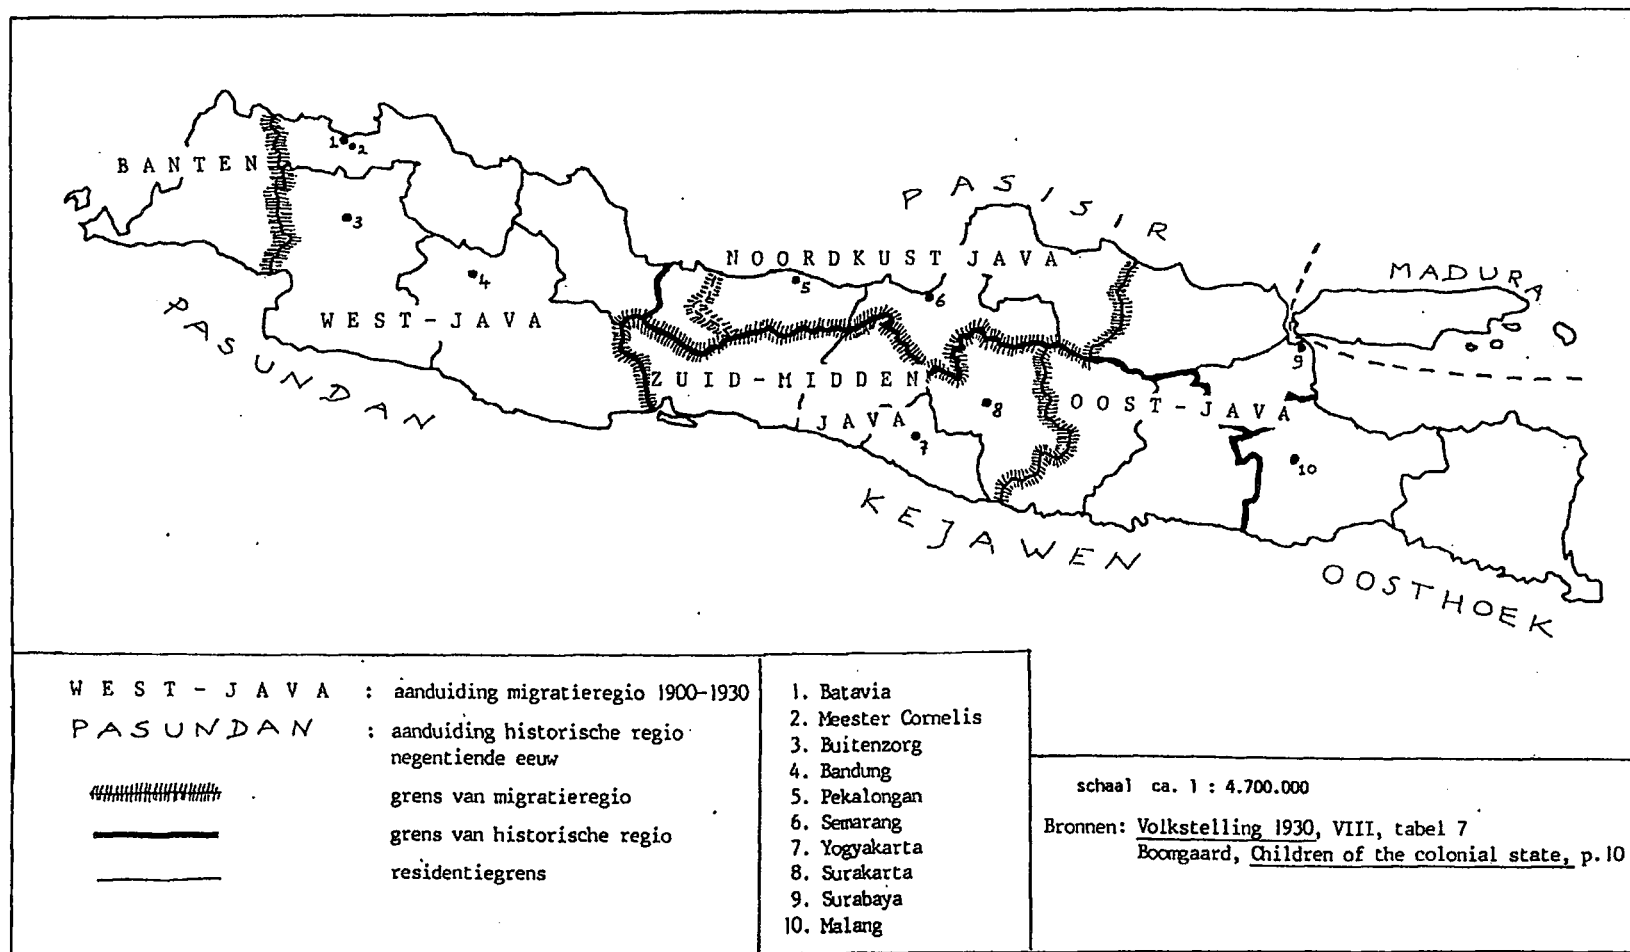 BANTEN
1
2
3
4
WEST-JAVA
PASUNDAN
PASISIR
NOORDKUST JAVA
5
6
ZUID-MIDDEN
JAVA
7
8
OOST-JAVA
MADURA
9
10
KEJAWEN
OOSTHOEK
WEST-JAVA : aanduiding migratieregio 1900-1930
PASUNDAN : aanduiding historische regio
negentiende eeuw
grens van migratieregio
grens van historische regio
residentiegrens
1. Batavia
2. Meester Cornelis
3. Buitenzorg
4. Bandung
5. Pekalongan
6. Semarang
7. Yogyakarta
8. Surakarta
9. Surabaya
10. Malang
schaal ca. 1 : 4.700.000
Bronnen: Volkstelling 1930, VIII, tabel 7
Boomgaard, Children of the colonial state, p.10